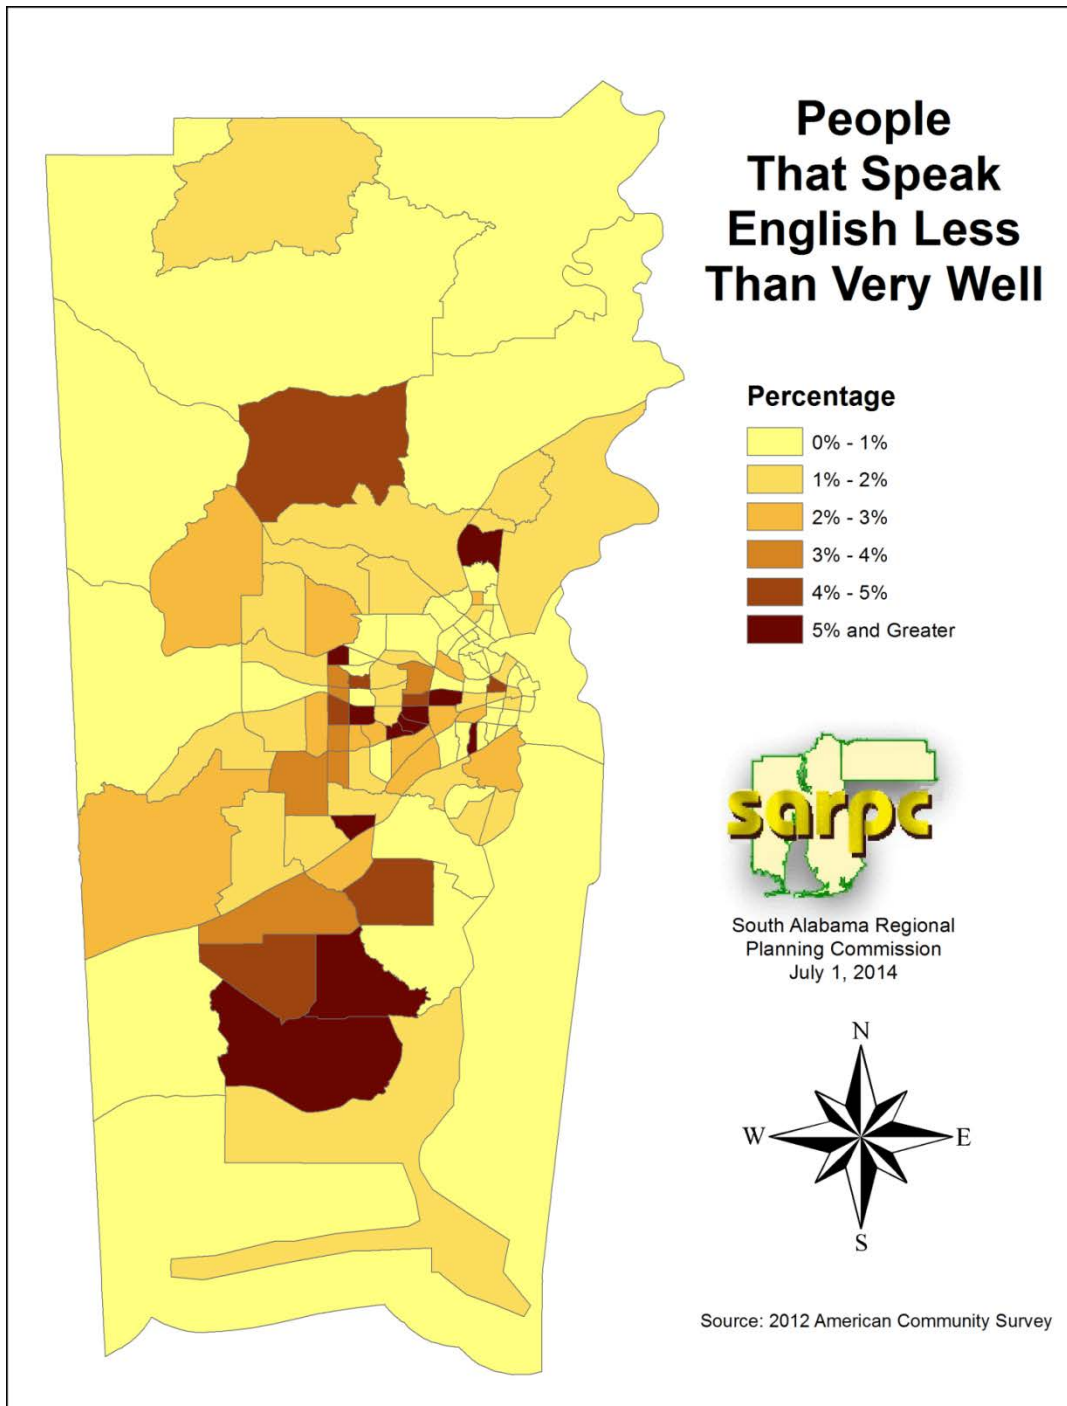 People
That Speak
English Less
Than Very Well
Percentage
0% - 1%
1% - 2%
2% - 3%
3% - 4%
4% - 5%
5% and Greater
sarpc
South Alabama Regional
Planning Commission
July 1, 2014
N
W E
S
Source: 2012 American Community Survey